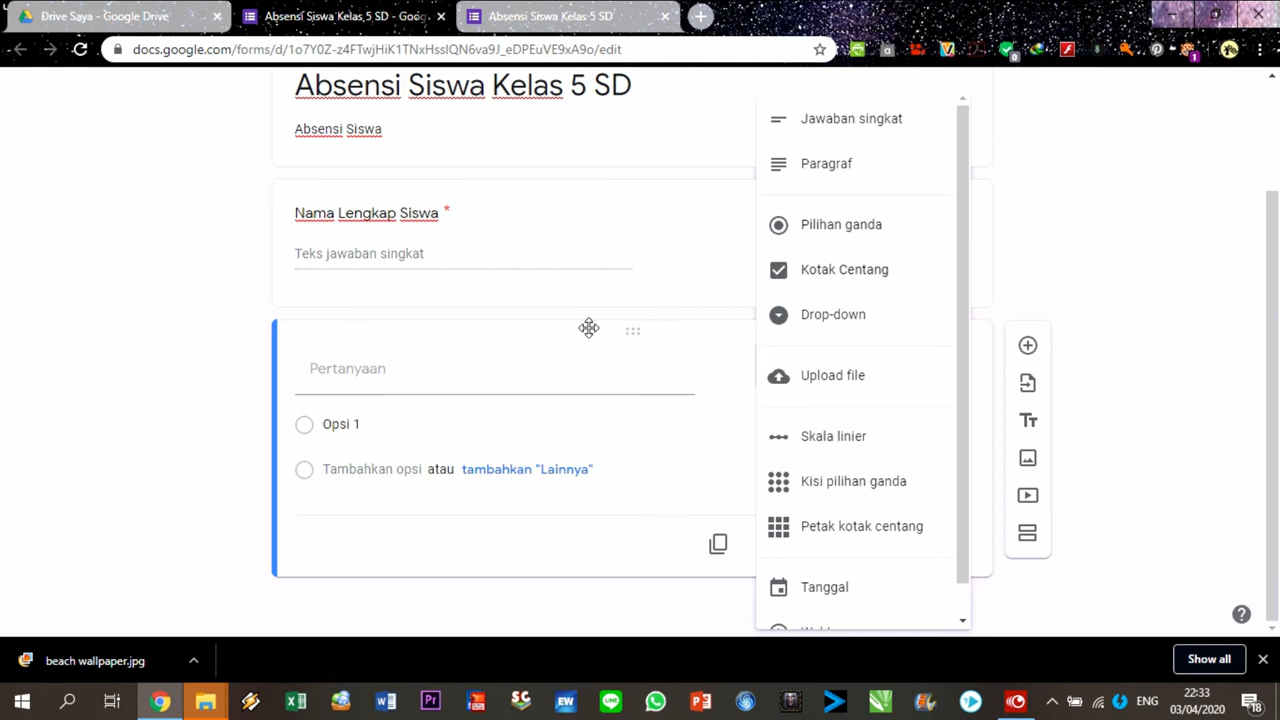 Drive Saya - Google Drive
Absensi Siswa Kelas 5 SD - Goog
Absensi Siswa Kelas 5 SD
docs.google.com/forms/d/1o7Y0Z-z4FTwjHiK1TNxHssIQN6va9J_eDPEuVE9xA9o/edit
Absensi Siswa Kelas 5 SD
Absensi Siswa
Nama Lengkap Siswa *
Teks jawaban singkat
Pertanyaan
Opsi 1
Tambahkan opsi atau tambahkan "Lainnya"
Jawaban singkat
Paragraf
Pilihan ganda
Kotak Centang
Drop-down
Upload file
Skala linier
Kisi pilihan ganda
Petak kotak centang
Tanggal
beach wallpaper.jpg
Show all
ENG
22:33
03/04/2020
18